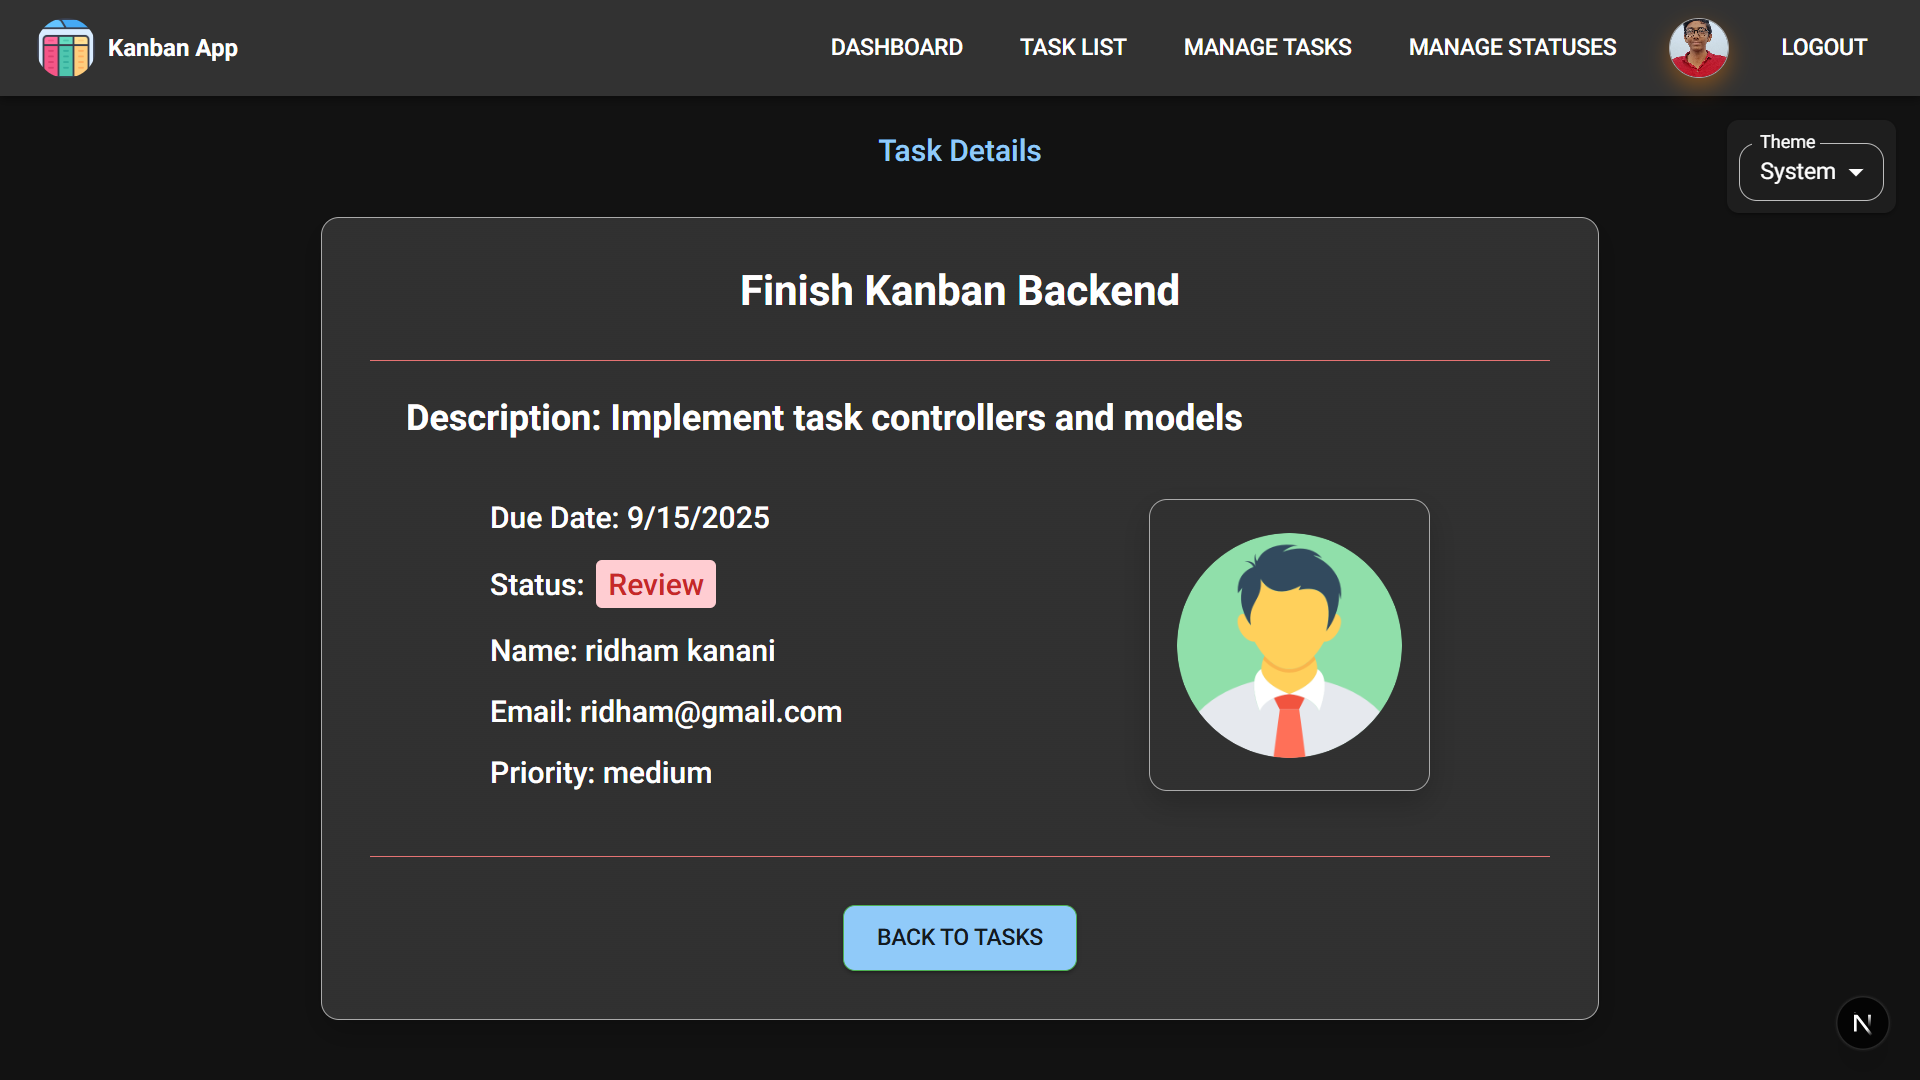 Kanban App
DASHBOARD
TASK LIST
MANAGE TASKS
MANAGE STATUSES
LOGOUT
Task Details
Theme
System
Finish Kanban Backend
Description: Implement task controllers and models
Due Date: 9/15/2025
Status: Review
Name: ridham kanani
Email: ridham@gmail.com
Priority: medium
BACK TO TASKS
N